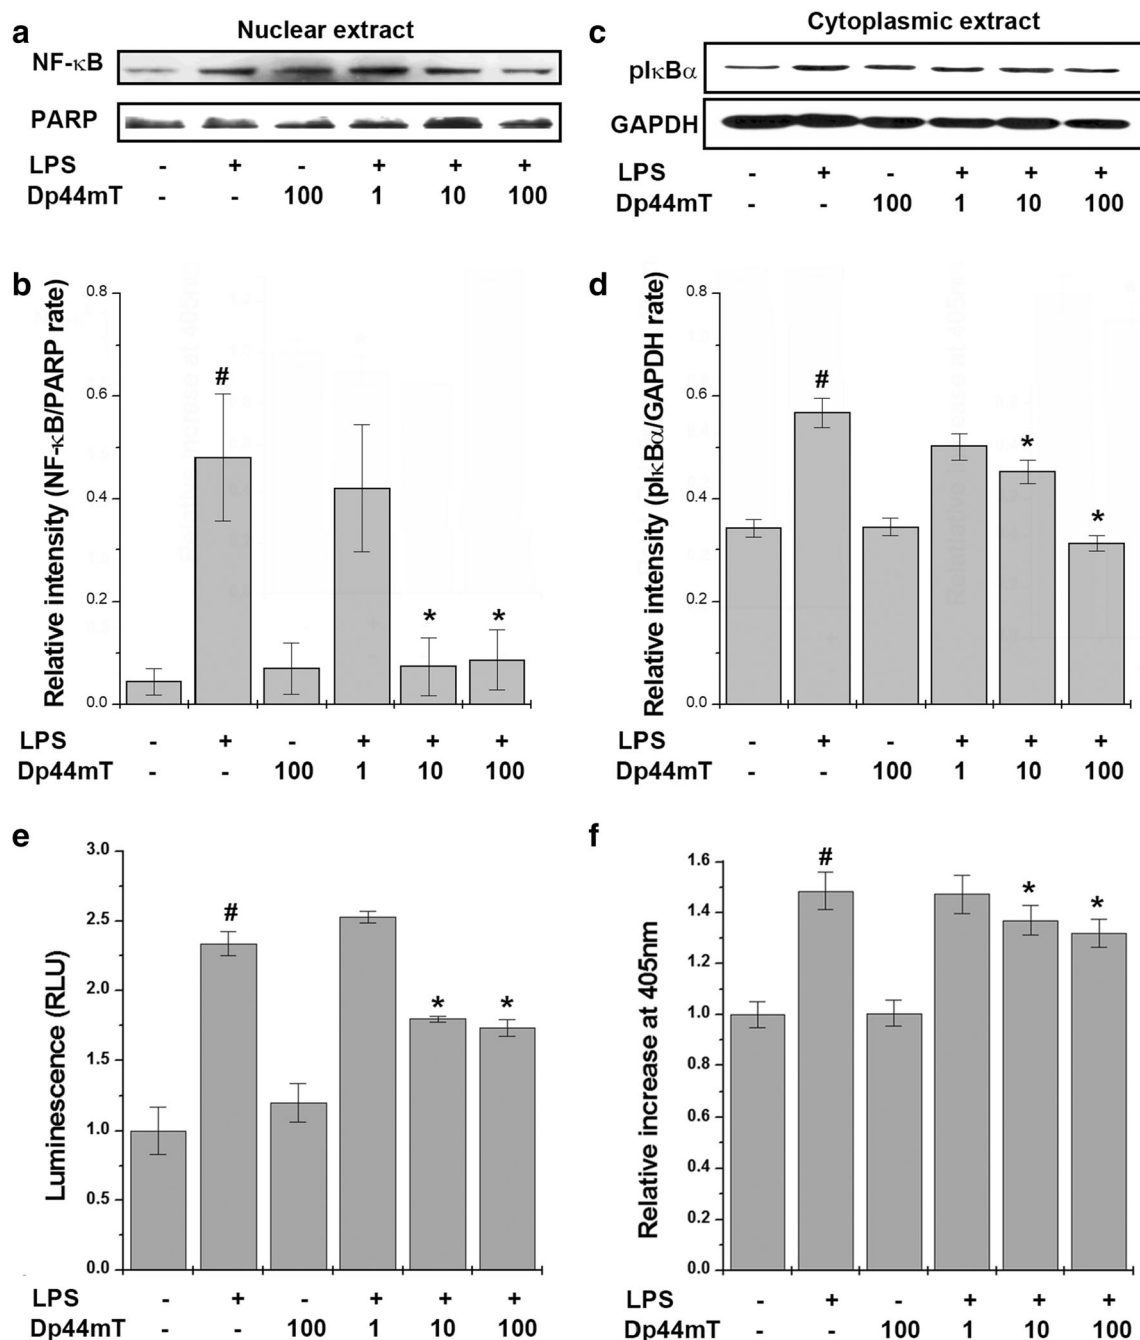 a
Nuclear extract
NF-κB
PARP
LPS - + - + + +
Dp44mT - - 100 1 10 100
c
Cytoplasmic extract
pIκBα
GAPDH
LPS - + - + + +
Dp44mT - - 100 1 10 100
b
Relative intensity (NF-κB/PARP rate)
0.8
0.6
0.4
0.2
0.0
#
*
*
LPS - + - + + +
Dp44mT - - 100 1 10 100
d
Relative intensity (pIκBα/GAPDH rate)
0.8
0.6
0.4
0.2
0.0
#
*
*
LPS - + - + + +
Dp44mT - - 100 1 10 100
e
Luminescence (RLU)
3.0
2.5
2.0
1.5
1.0
0.5
0.0
#
*
*
LPS - + - + + +
Dp44mT - - 100 1 10 100
f
Relative increase at 405nm
1.6
1.4
1.2
1.0
0.8
0.6
0.4
0.2
0.0
#
*
*
LPS - + - + + +
Dp44mT - - 100 1 10 100